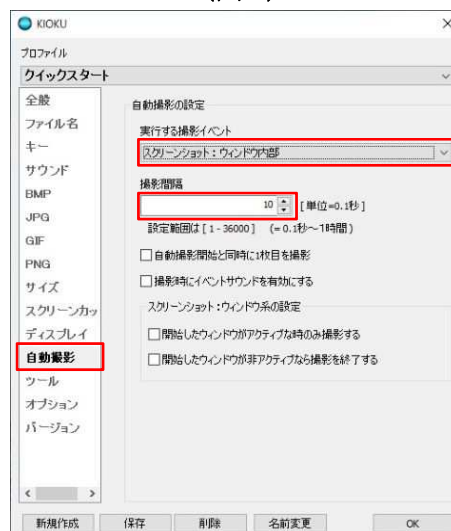 KIOKU
プロファイル
クイックスタート
全般
ファイル名
キー
サウンド
BMP
JPG
GIF
PNG
サイズ
スクリーンカッ
ディスプレイ
自動撮影
ツール
オプション
バージョン
自動撮影の設定
実行する撮影イベント
スクリーンショット:ウィンドウ内部
撮影間隔
10 [ 単位=0.1秒 ]
設定範囲は [ 1 - 36000 ] (= 0.1秒～1時間 )
自動撮影開始と同時に1枚目を撮影
撮影時にイベントサウンドを有効にする
スクリーンショット:ウィンドウ系の設定
開始したウィンドウがアクティブな時のみ撮影する
開始したウィンドウが非アクティブなら撮影を終了する
新規作成 保存 削除 名前変更 OK